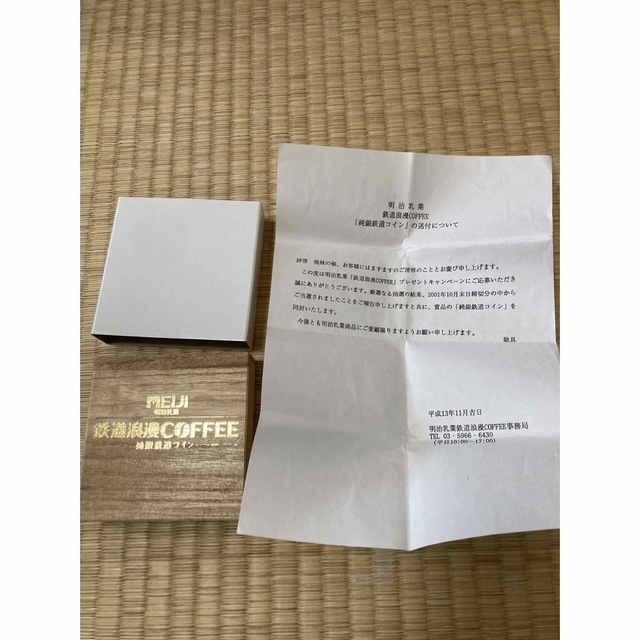 明治乳業
鉄道浪漫COFFEE
「純銀鉄道コイン」の送付について
拝啓 晩秋の候、お客様にはますますのご清祥のこととお慶び申し上げます。
この度は明治乳業「鉄道浪漫COFFEE」プレゼントキャンペーンにご応募いただき
誠にありがとうございます。厳選なる抽選の結果、2001年10月末日締切分の中から
ご当選されましたことをご報告申し上げますと共に、賞品の「純銀鉄道コイン」を
同封いたします。
今後とも明治乳業商品にご愛顧賜りますようお願い申し上げます。
敬具
平成13年11月吉日
明治乳業鉄道浪漫COFFEE事務局
TEL 03-5966-6430
(平日10:00~17:00)
MEIJI
明治乳業
鉄道浪漫COFFEE
純銀鉄道コイン